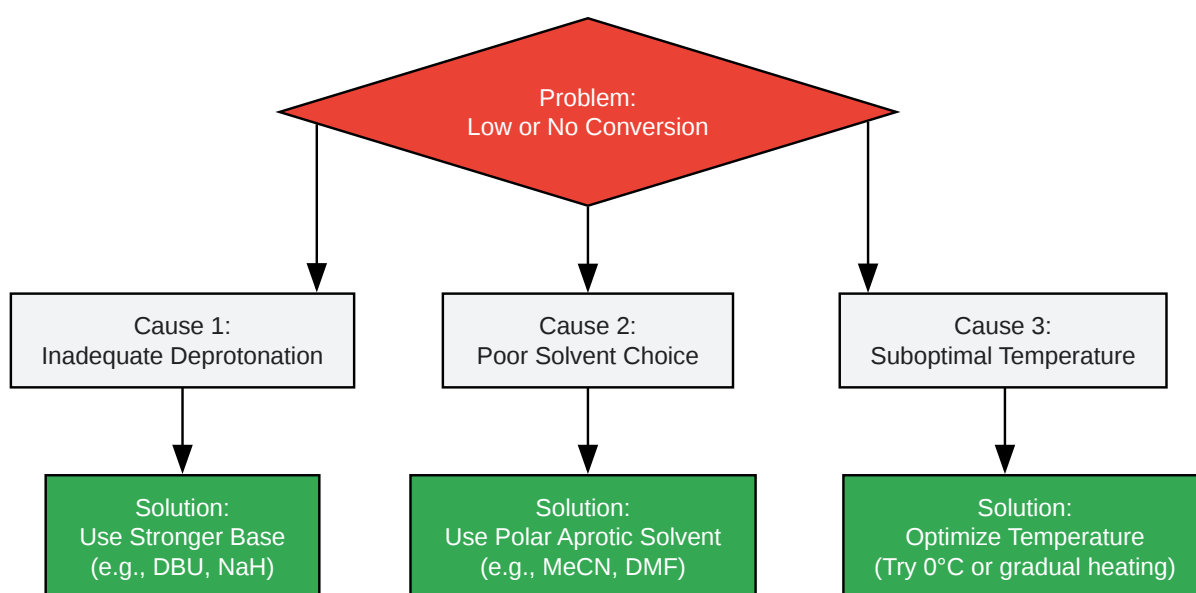 Problem:
Low or No Conversion
Cause 1:
Inadequate Deprotonation
Cause 2:
Poor Solvent Choice
Cause 3:
Suboptimal Temperature
Solution:
Use Stronger Base
(e.g., DBU, NaH)
Solution:
Use Polar Aprotic Solvent
(e.g., MeCN, DMF)
Solution:
Optimize Temperature
(Try 0°C or gradual heating)